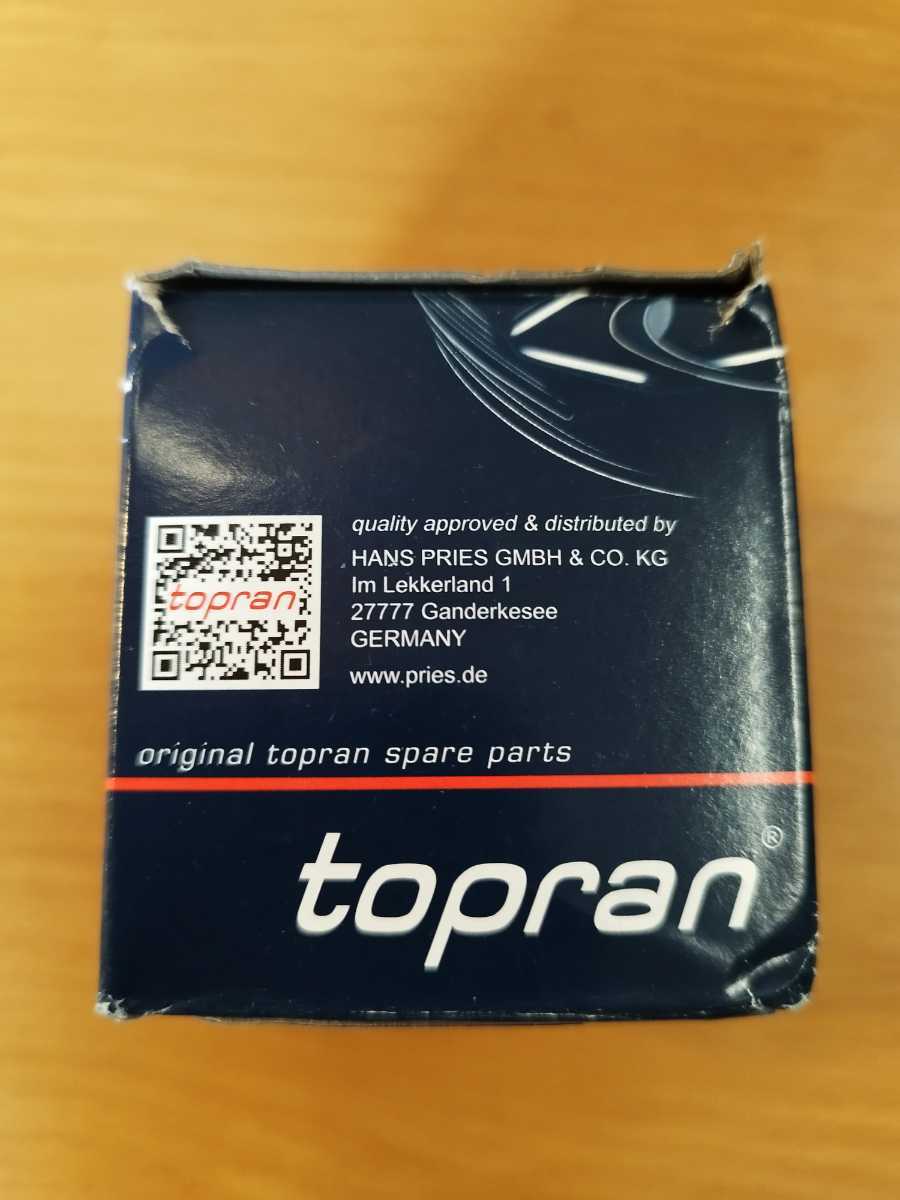 quality approved & distributed by
HANS PRIES GMBH & CO. KG
Im Lekkerland 1
27777 Ganderkesee
GERMANY
www.pries.de
topran
original topran spare parts
topran®